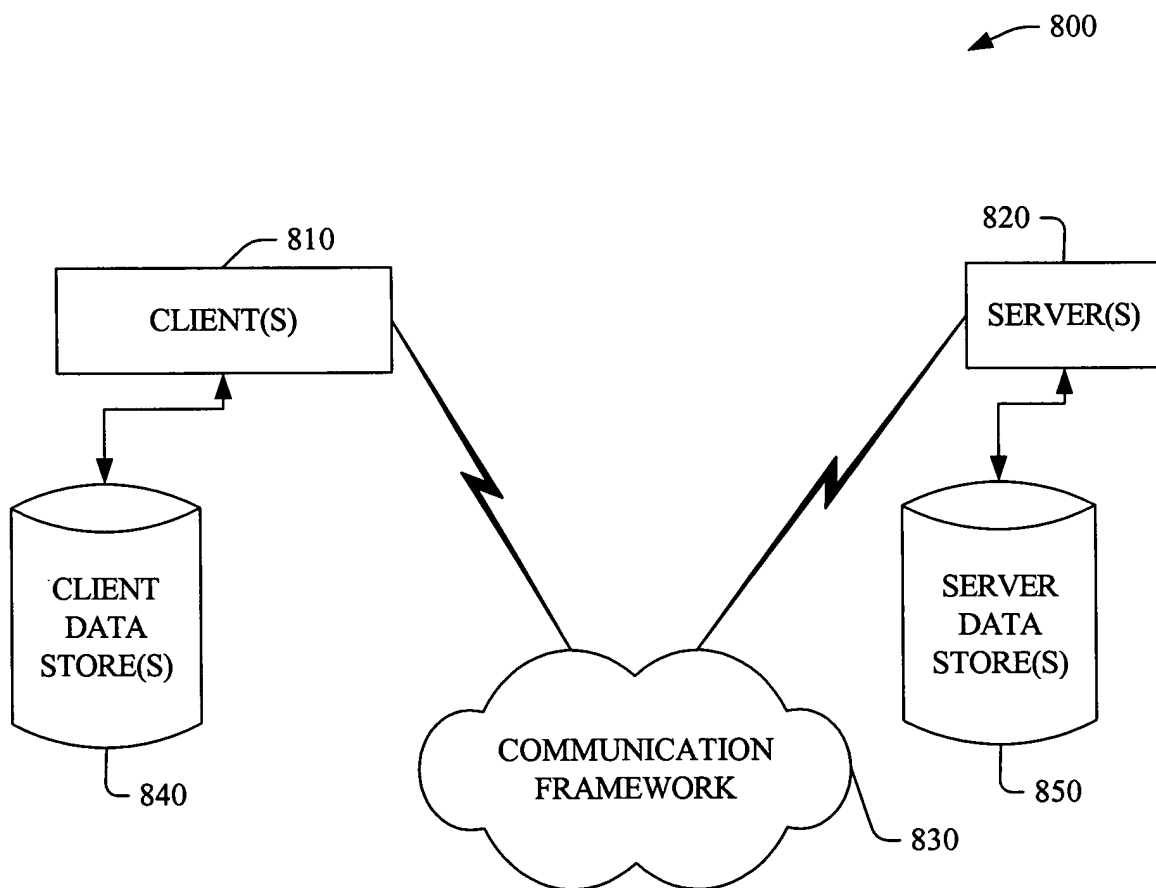 800
810
820
CLIENT(S)
SERVER(S)
CLIENT
DATA
STORE(S)
SERVER
DATA
STORE(S)
COMMUNICATION
FRAMEWORK
840
850
830